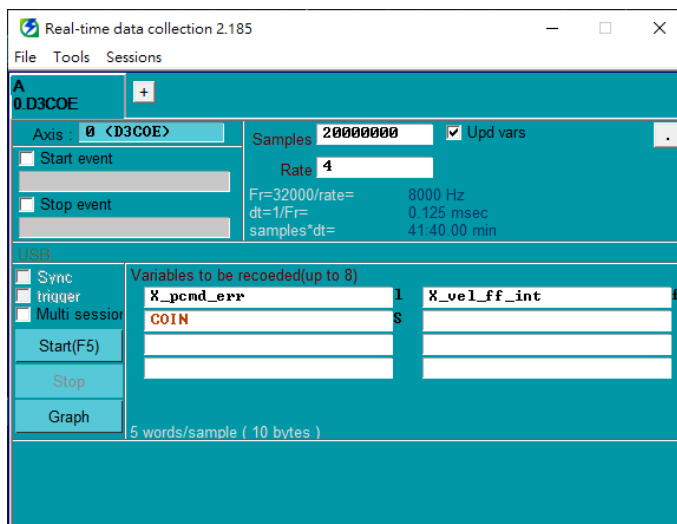 Real-time data collection 2.185
File Tools Sessions
A
0.D3COE
+
Axis : 0 (D3COE)
Samples 20000000
Upd vars
.
Start event
Rate 4
Stop event
Fr=32000/rate= 8000 Hz
dt=1/Fr= 0.125 msec
samples*dt= 41:40.00 min
USB
Sync
trigger
Multi session
Variables to be recoeded(up to 8)
X_pcmd_err l X_vel_ff_int f
COIN S
Start(F5)
Stop
Graph
5 words/sample ( 10 bytes )